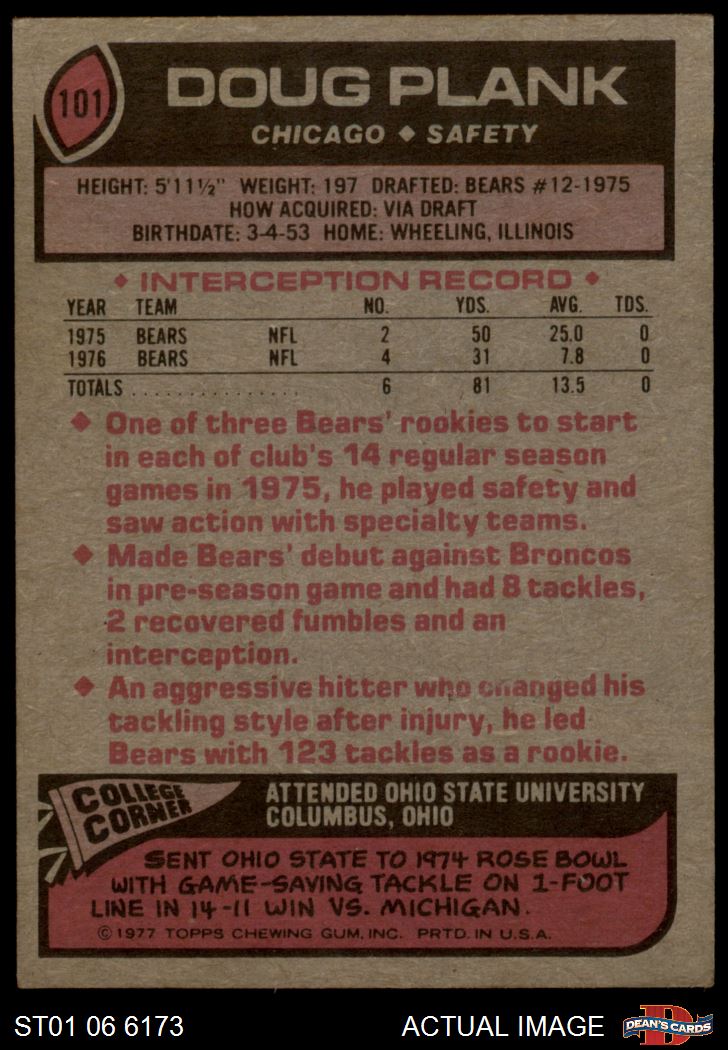 101
DOUG PLANK
CHICAGO ♦ SAFETY
HEIGHT: 5'11½" WEIGHT: 197 DRAFTED: BEARS #12-1975
HOW ACQUIRED: VIA DRAFT
BIRTHDATE: 3-4-53 HOME: WHEELING, ILLINOIS
♦ INTERCEPTION RECORD ♦
YEAR TEAM NO. YDS. AVG. TDS.
1975 BEARS NFL 2 50 25.0 0
1976 BEARS NFL 4 31 7.8 0
TOTALS . . . . . . . . . . . . . . . . 6 81 13.5 0
♦ One of three Bears' rookies to start
in each of club's 14 regular season
games in 1975, he played safety and
saw action with specialty teams.
♦ Made Bears' debut against Broncos
in pre-season game and had 8 tackles,
2 recovered fumbles and an
interception.
♦ An aggressive hitter who changed his
tackling style after injury, he led
Bears with 123 tackles as a rookie.
COLLEGE
CORNER
ATTENDED OHIO STATE UNIVERSITY
COLUMBUS, OHIO
SENT OHIO STATE TO 1974 ROSE BOWL
WITH GAME-SAVING TACKLE ON 1-FOOT
LINE IN 14-11 WIN VS. MICHIGAN.
© 1977 TOPPS CHEWING GUM, INC. PRTD. IN U.S.A.
ST01 06 6173 ACTUAL IMAGE
D
DEAN'S CARDS